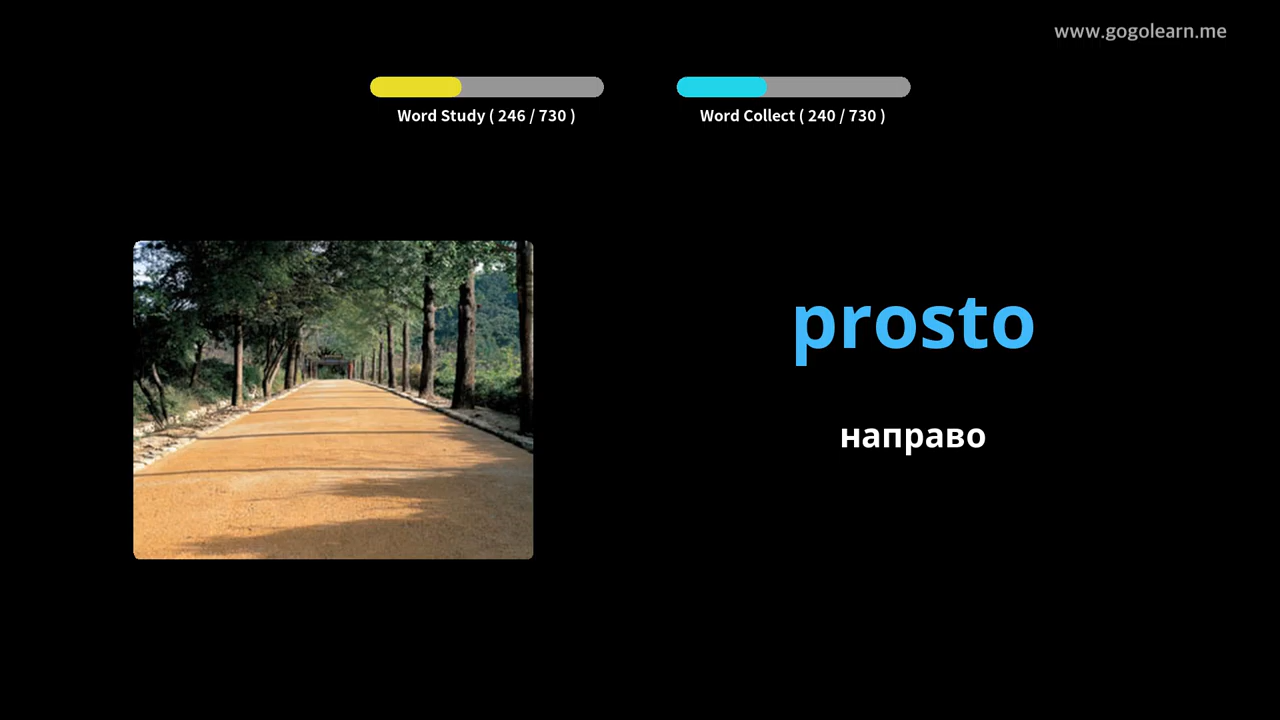 www.gogolearn.me
Word Study ( 246 / 730 )
Word Collect ( 240 / 730 )
prosto
направо